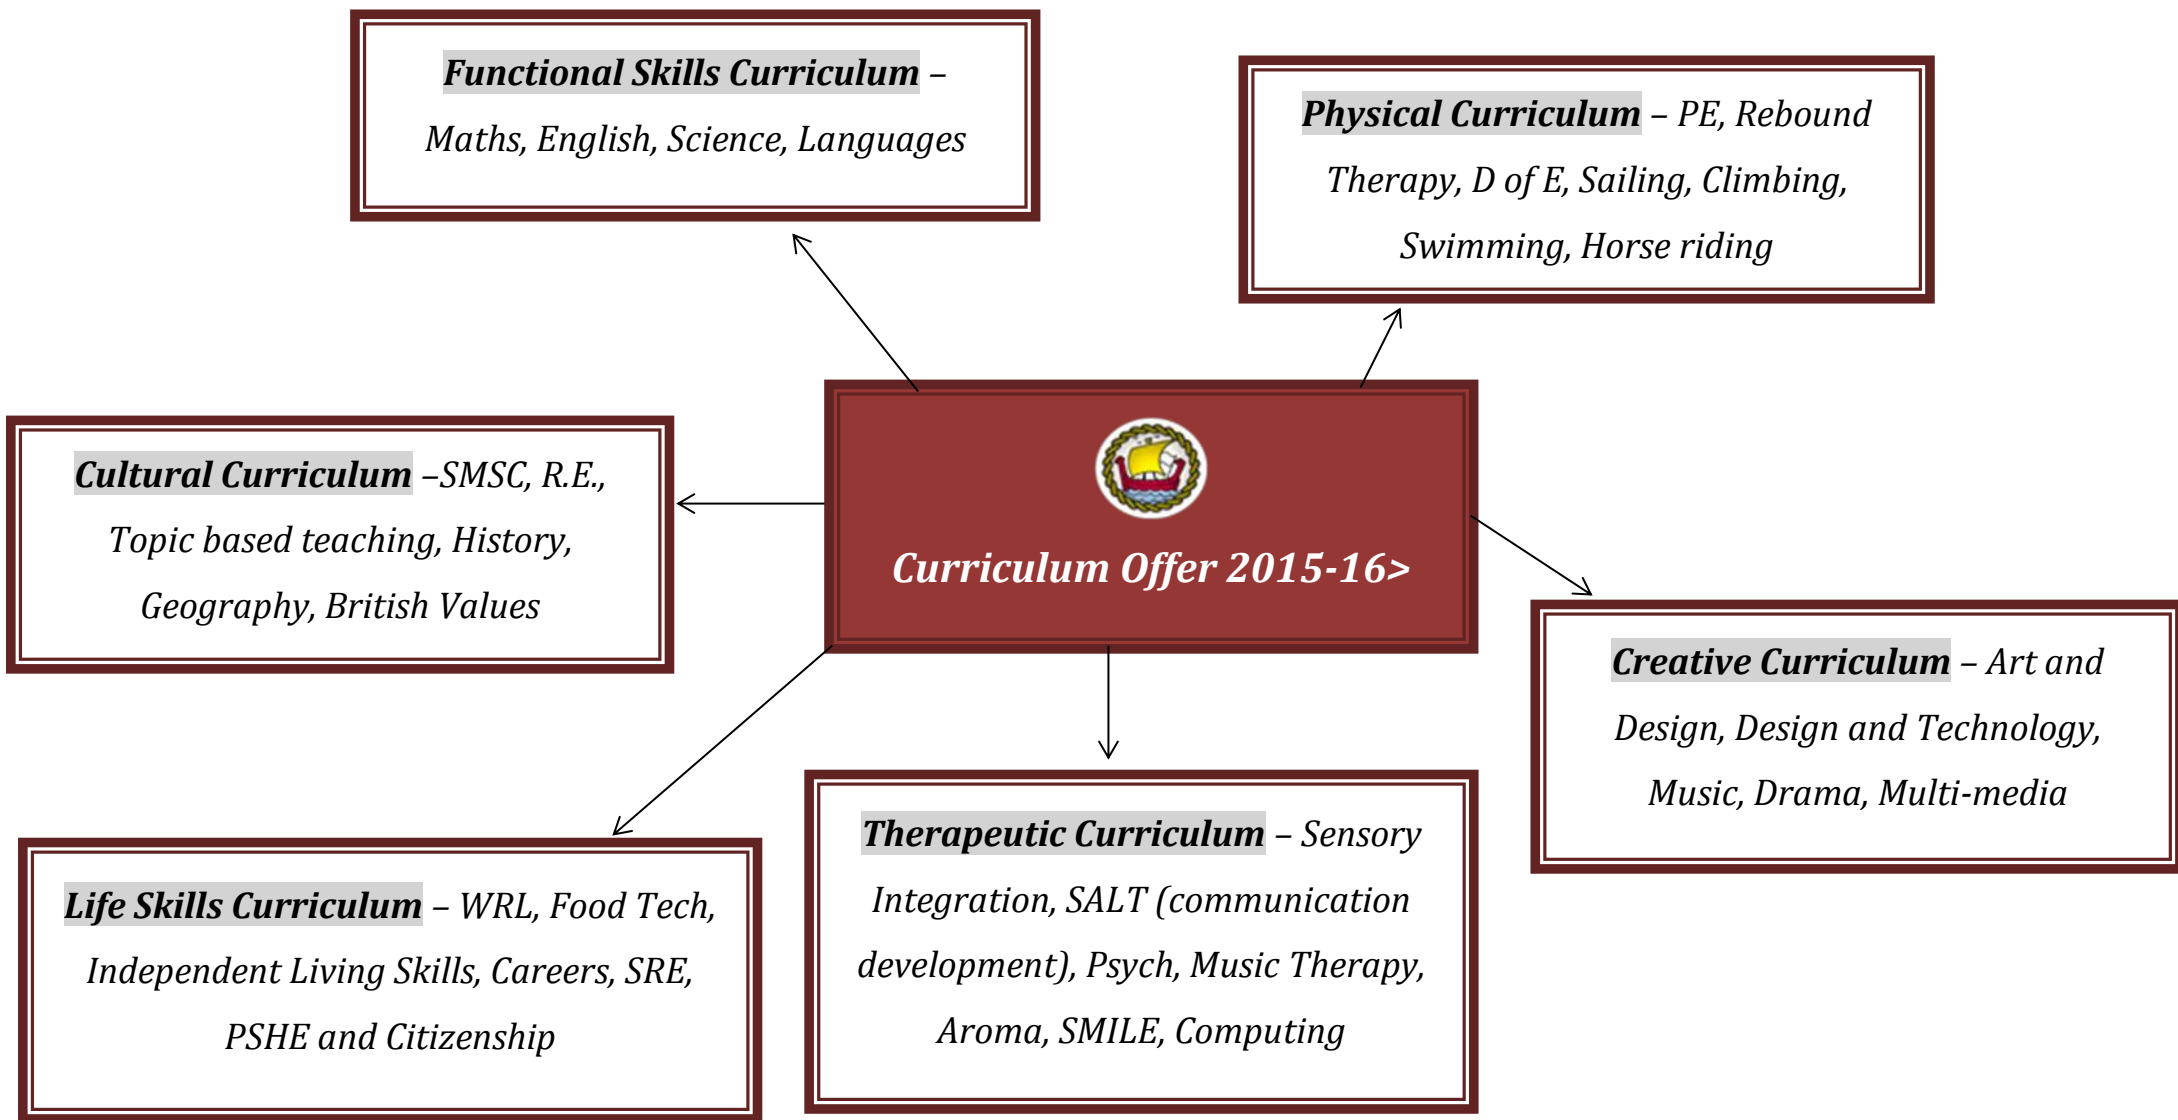 Functional Skills Curriculum –
Maths, English, Science, Languages
Physical Curriculum – PE, Rebound
Therapy, D of E, Sailing, Climbing,
Swimming, Horse riding
Cultural Curriculum –SMSC, R.E.,
Topic based teaching, History,
Geography, British Values
Curriculum Offer 2015-16>
Creative Curriculum – Art and
Design, Design and Technology,
Music, Drama, Multi-media
Life Skills Curriculum – WRL, Food Tech,
Independent Living Skills, Careers, SRE,
PSHE and Citizenship
Therapeutic Curriculum – Sensory
Integration, SALT (communication
development), Psych, Music Therapy,
Aroma, SMILE, Computing